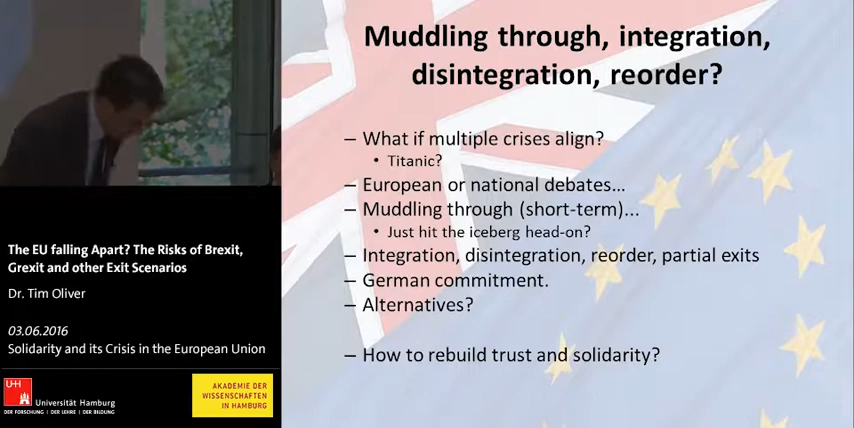 Muddling through, integration,
disintegration, reorder?
– What if multiple crises align?
• Titanic?
– European or national debates...
– Muddling through (short-term)...
• Just hit the iceberg head-on?
– Integration, disintegration, reorder, partial exits
– German commitment.
– Alternatives?
– How to rebuild trust and solidarity?
The EU falling Apart? The Risks of Brexit,
Grexit and other Exit Scenarios
Dr. Tim Oliver
03.06.2016
Solidarity and its Crisis in the European Union
UH
Universität Hamburg
DER FORSCHUNG | DER LEHRE | DER BILDUNG
AKADEMIE DER
WISSENSCHAFTEN
IN HAMBURG